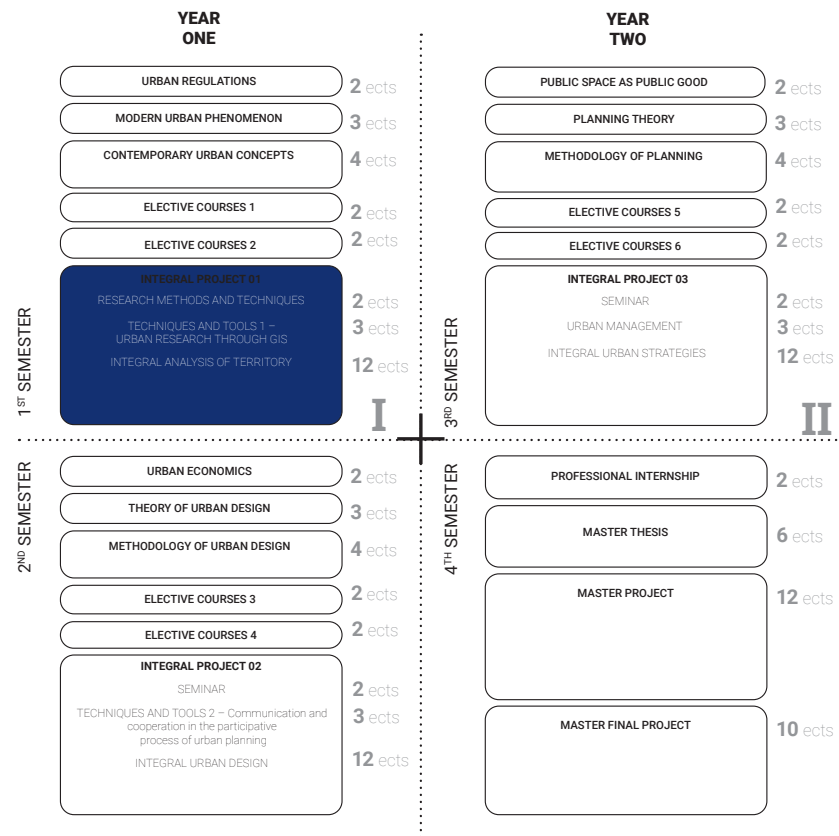 YEAR
ONE
1ST SEMESTER
URBAN REGULATIONS 2 ects
MODERN URBAN PHENOMENON 3 ects
CONTEMPORARY URBAN CONCEPTS 4 ects
ELECTIVE COURSES 1 2 ects
ELECTIVE COURSES 2 2 ects
INTEGRAL PROJECT 01
RESEARCH METHODS AND TECHNIQUES 2 ects
TECHNIQUES AND TOOLS 1 – 3 ects
URBAN RESEARCH THROUGH GIS
INTEGRAL ANALYSIS OF TERRITORY 12 ects
I
2ND SEMESTER
URBAN ECONOMICS 2 ects
THEORY OF URBAN DESIGN 3 ects
METHODOLOGY OF URBAN DESIGN 4 ects
ELECTIVE COURSES 3 2 ects
ELECTIVE COURSES 4 2 ects
INTEGRAL PROJECT 02
SEMINAR 2 ects
TECHNIQUES AND TOOLS 2 – Communication and 3 ects
cooperation in the participative
process of urban planning
INTEGRAL URBAN DESIGN 12 ects
YEAR
TWO
3RD SEMESTER
PUBLIC SPACE AS PUBLIC GOOD 2 ects
PLANNING THEORY 3 ects
METHODOLOGY OF PLANNING 4 ects
ELECTIVE COURSES 5 2 ects
ELECTIVE COURSES 6 2 ects
INTEGRAL PROJECT 03
SEMINAR 2 ects
URBAN MANAGEMENT 3 ects
INTEGRAL URBAN STRATEGIES 12 ects
II
4TH SEMESTER
PROFESSIONAL INTERNSHIP 2 ects
MASTER THESIS 6 ects
MASTER PROJECT 12 ects
MASTER FINAL PROJECT 10 ects